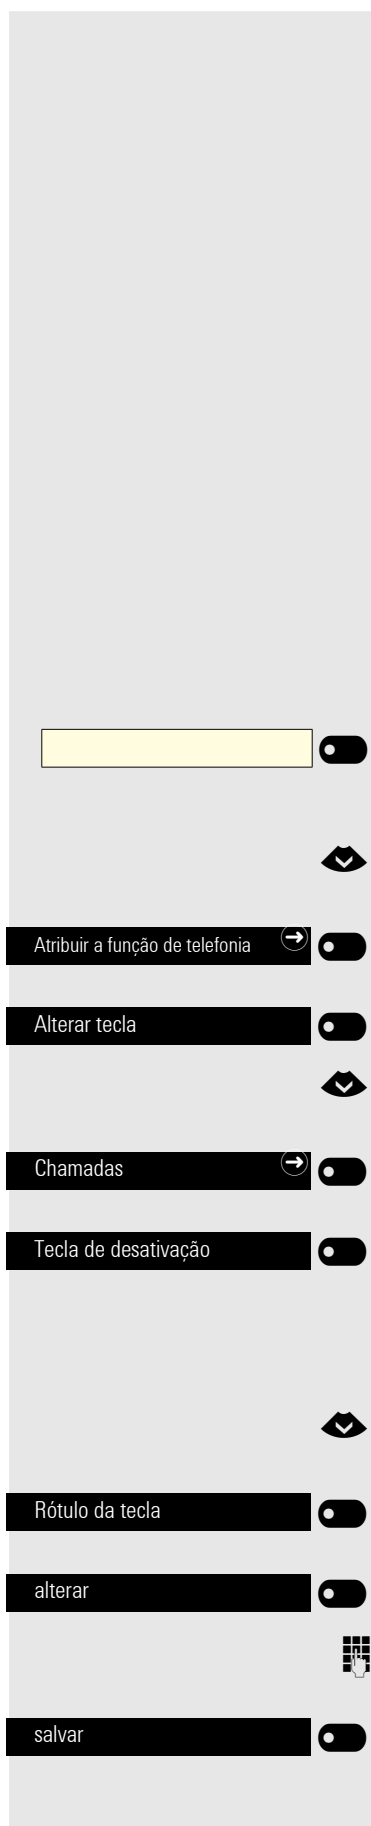 Atribuir a função de telefonia
Alterar tecla
Chamadas
Tecla de desativação
Rótulo da tecla
alterar
salvar